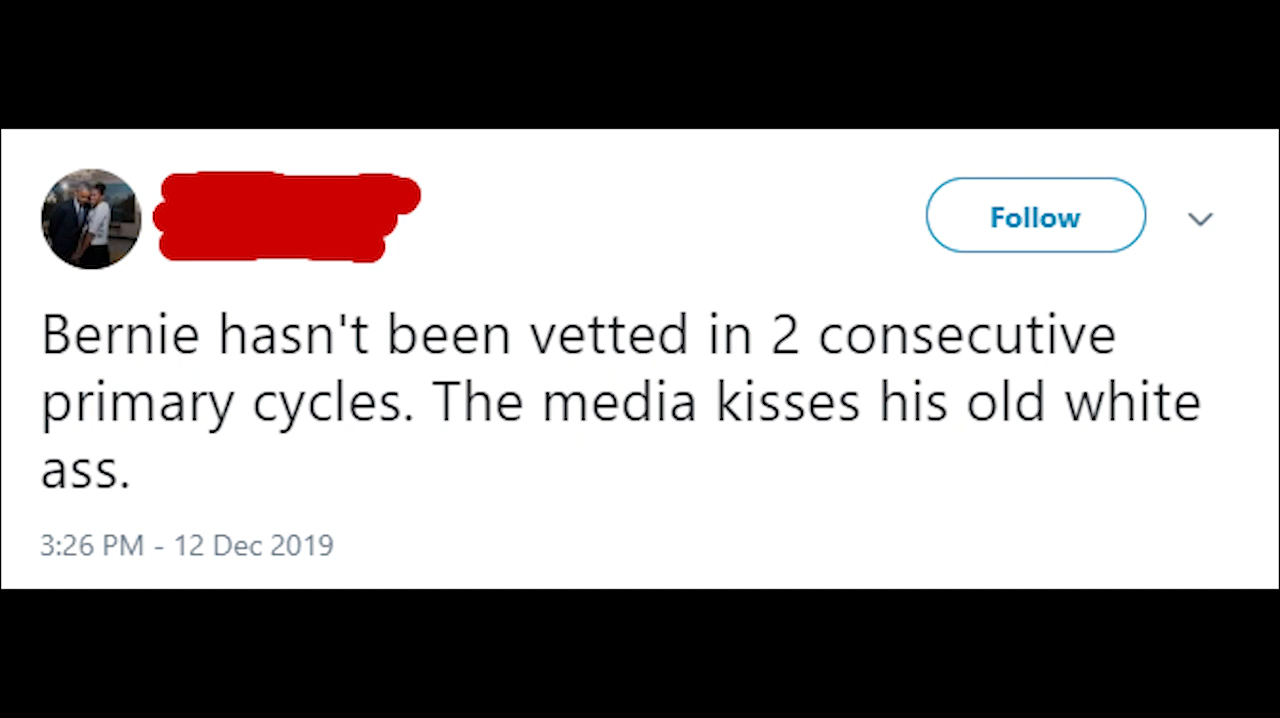 Follow
Bernie hasn't been vetted in 2 consecutive
primary cycles. The media kisses his old white
ass.
3:26 PM - 12 Dec 2019